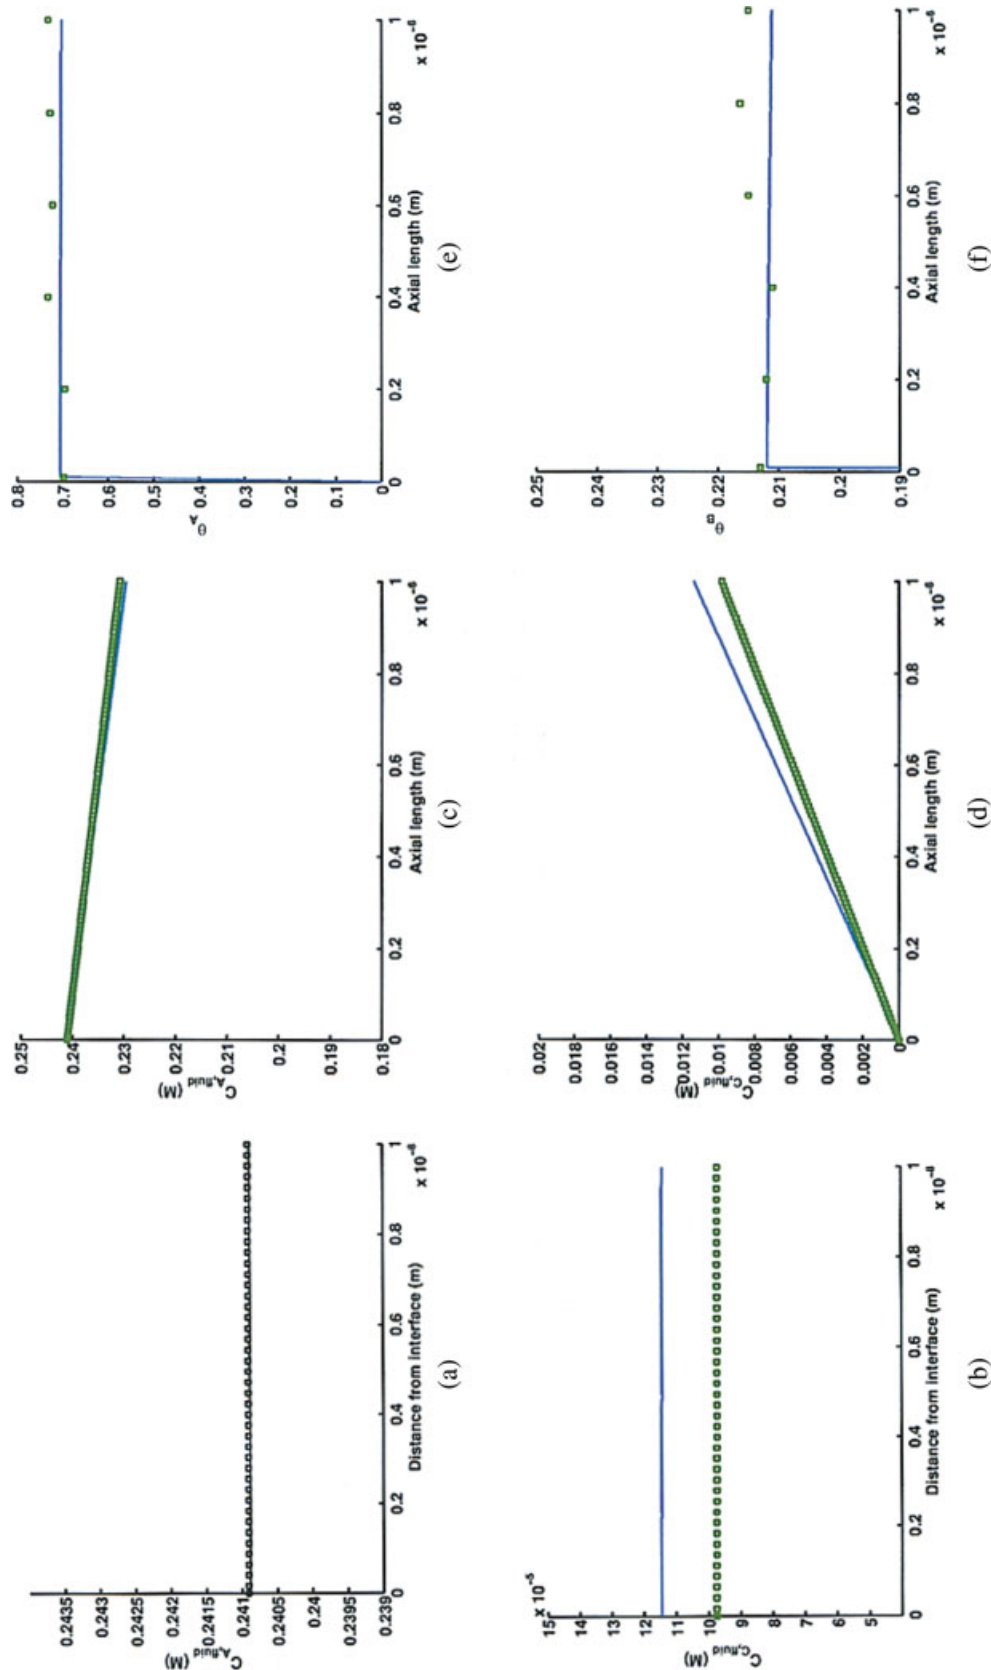 0.2435
0.243
0.2425
0.242
0.2415
0.241
0.2405
0.24
0.2395
0.239
C_A,fluid (M)
0 0.2 0.4 0.6 0.8 1
x 10⁻⁸
Distance from interface (m)
(a)
0.25
0.24
0.23
0.22
0.21
0.2
0.19
0.18
C_A,fluid (M)
0 0.2 0.4 0.6 0.8 1
x 10⁻⁶
Axial length (m)
(c)
0.8
0.7
0.6
0.5
0.4
0.3
0.2
0.1
0
θ_A
0 0.2 0.4 0.6 0.8 1
x 10⁻⁶
Axial length (m)
(e)
x 10⁻⁵
15
14
13
12
11
10
9
8
7
6
5
C_C,fluid (M)
0 0.2 0.4 0.6 0.8 1
x 10⁻⁸
Distance from interface (m)
(b)
0.02
0.018
0.016
0.014
0.012
0.01
0.008
0.006
0.004
0.002
0
C_C,fluid (M)
0 0.2 0.4 0.6 0.8 1
x 10⁻⁶
Axial length (m)
(d)
0.25
0.24
0.23
0.22
0.21
0.2
0.19
θ_B
0 0.2 0.4 0.6 0.8 1
x 10⁻⁶
Axial length (m)
(f)